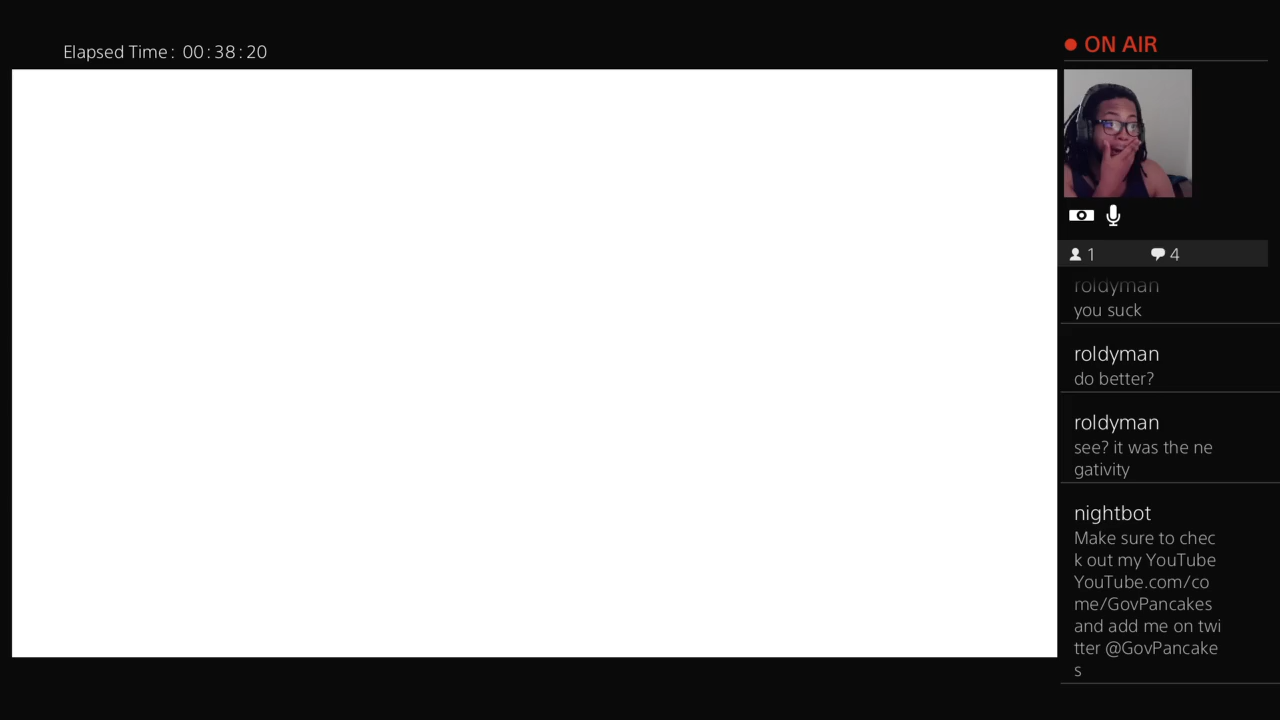 Elapsed Time: 00:38:20
ON AIR
1 4
roldyman
you suck
roldyman
do better?
roldyman
see? it was the ne
gativity
nightbot
Make sure to chec
k out my YouTube
YouTube.com/co
me/GovPancakes
and add me on twi
tter @GovPancake
s